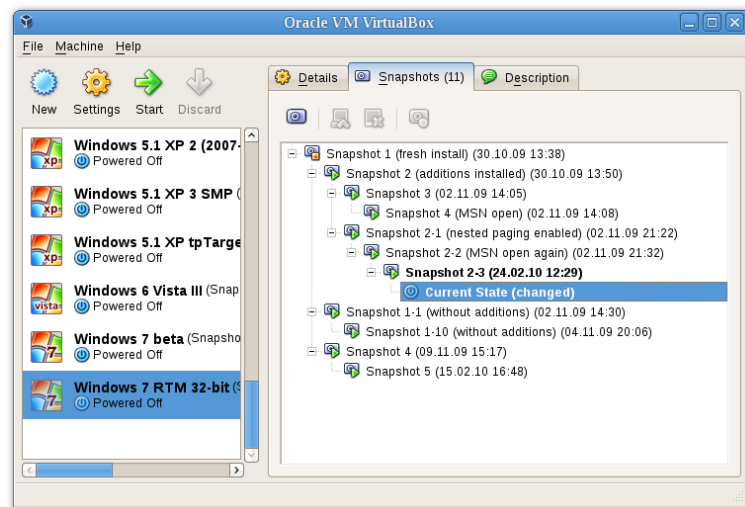 Oracle VM VirtualBox
File Machine Help
New Settings Start Discard
Windows 5.1 XP 2 (2007-
Powered Off
Windows 5.1 XP 3 SMP (
Powered Off
Windows 5.1 XP tpTarge
Powered Off
Windows 6 Vista III (Snap
Powered Off
Windows 7 beta (Snapsho
Powered Off
Windows 7 RTM 32-bit (S
Powered Off
xp
xp
xp
vista
7
7
Details Snapshots (11) Description
Snapshot 1 (fresh install) (30.10.09 13:38)
Snapshot 2 (additions installed) (30.10.09 13:50)
Snapshot 3 (02.11.09 14:05)
Snapshot 4 (MSN open) (02.11.09 14:08)
Snapshot 2-1 (nested paging enabled) (02.11.09 21:22)
Snapshot 2-2 (MSN open again) (02.11.09 21:32)
Snapshot 2-3 (24.02.10 12:29)
Current State (changed)
Snapshot 1-1 (without additions) (02.11.09 14:30)
Snapshot 1-10 (without additions) (04.11.09 20:06)
Snapshot 4 (09.11.09 15:17)
Snapshot 5 (15.02.10 16:48)